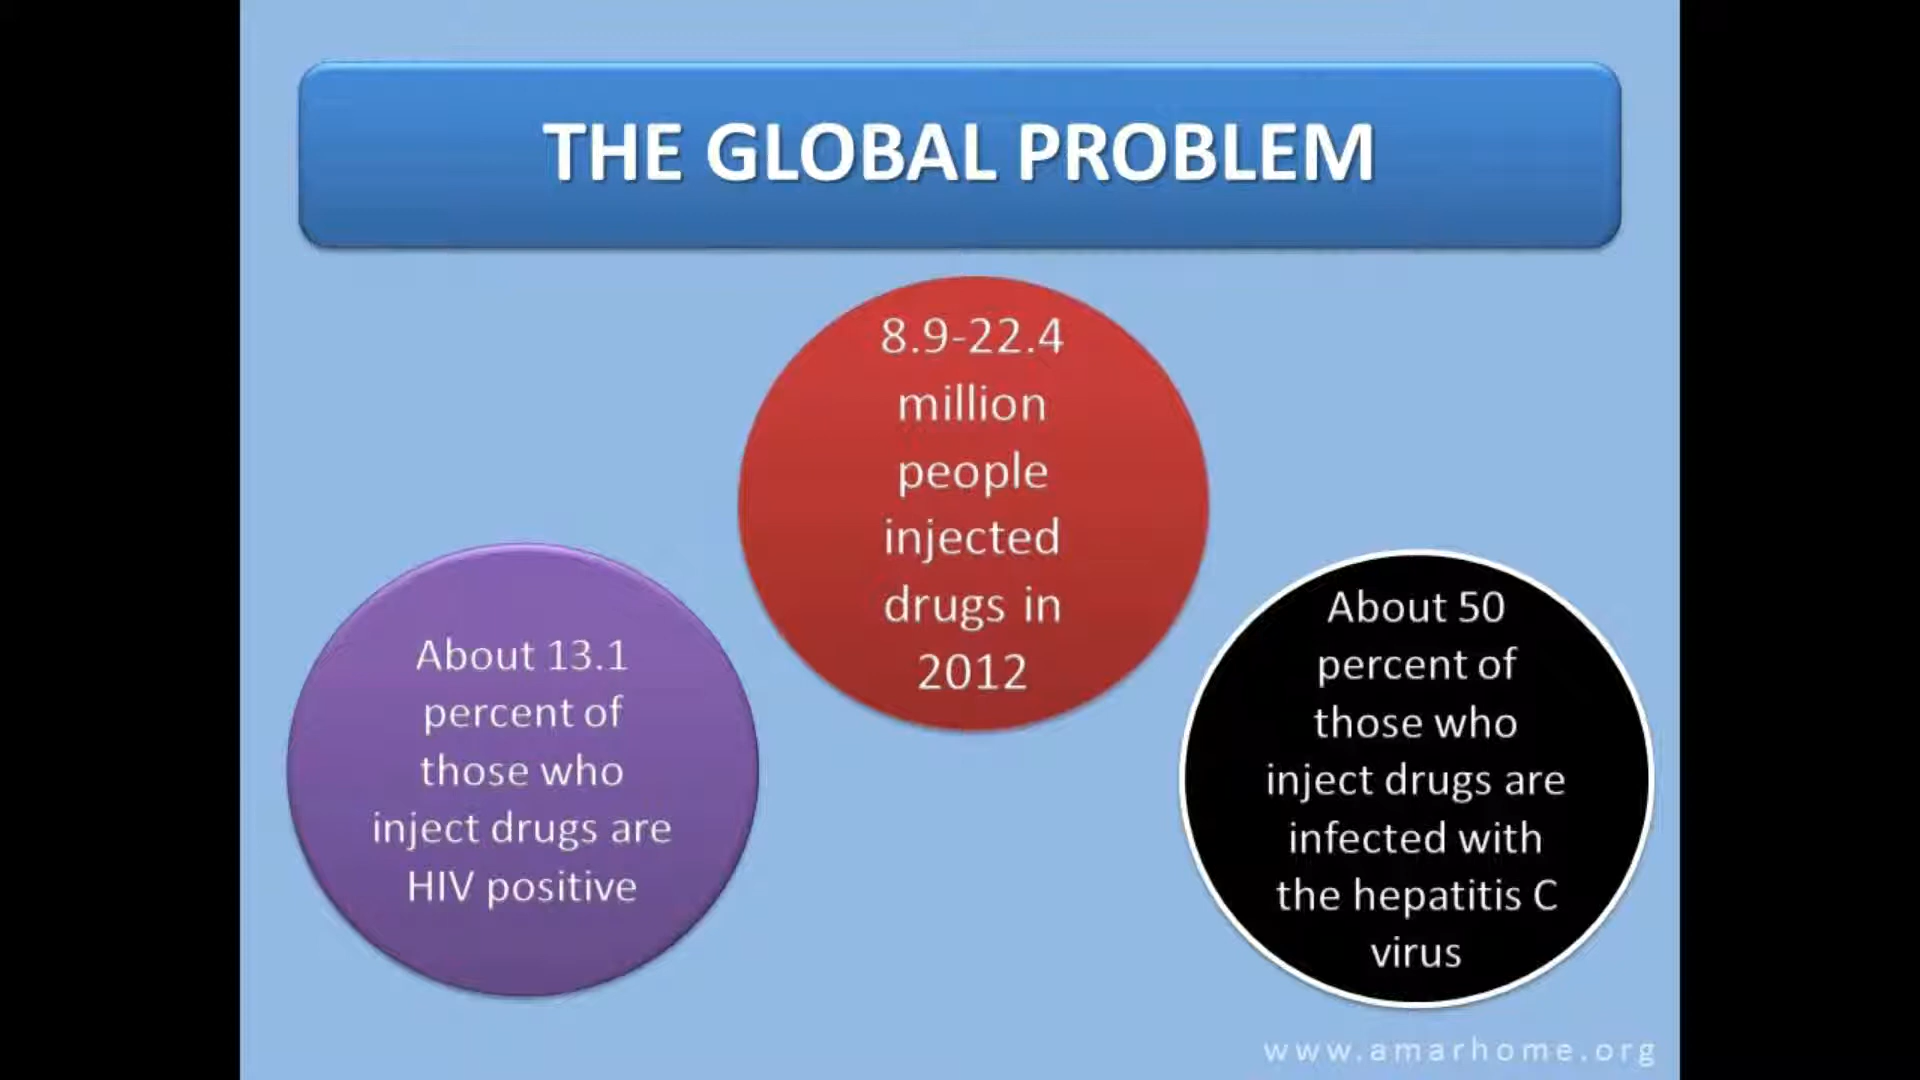 THE GLOBAL PROBLEM
8.9-22.4
million
people
injected
drugs in
2012
About 13.1
percent of
those who
inject drugs are
HIV positive
About 50
percent of
those who
inject drugs are
infected with
the hepatitis C
virus
www.amarhome.org